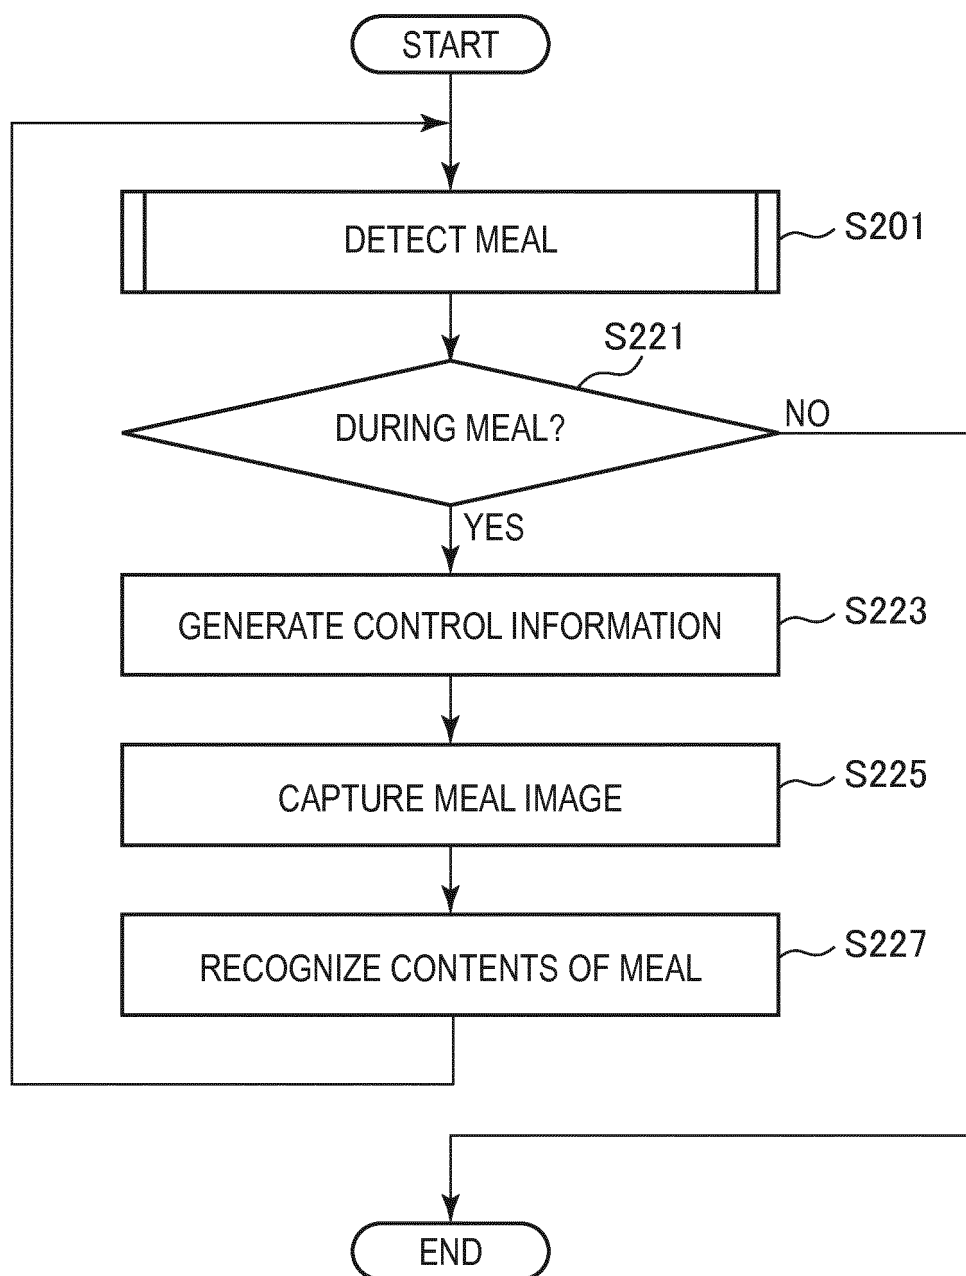 START
DETECT MEAL
S201
S221
DURING MEAL?
NO
YES
GENERATE CONTROL INFORMATION
S223
CAPTURE MEAL IMAGE
S225
RECOGNIZE CONTENTS OF MEAL
S227
END